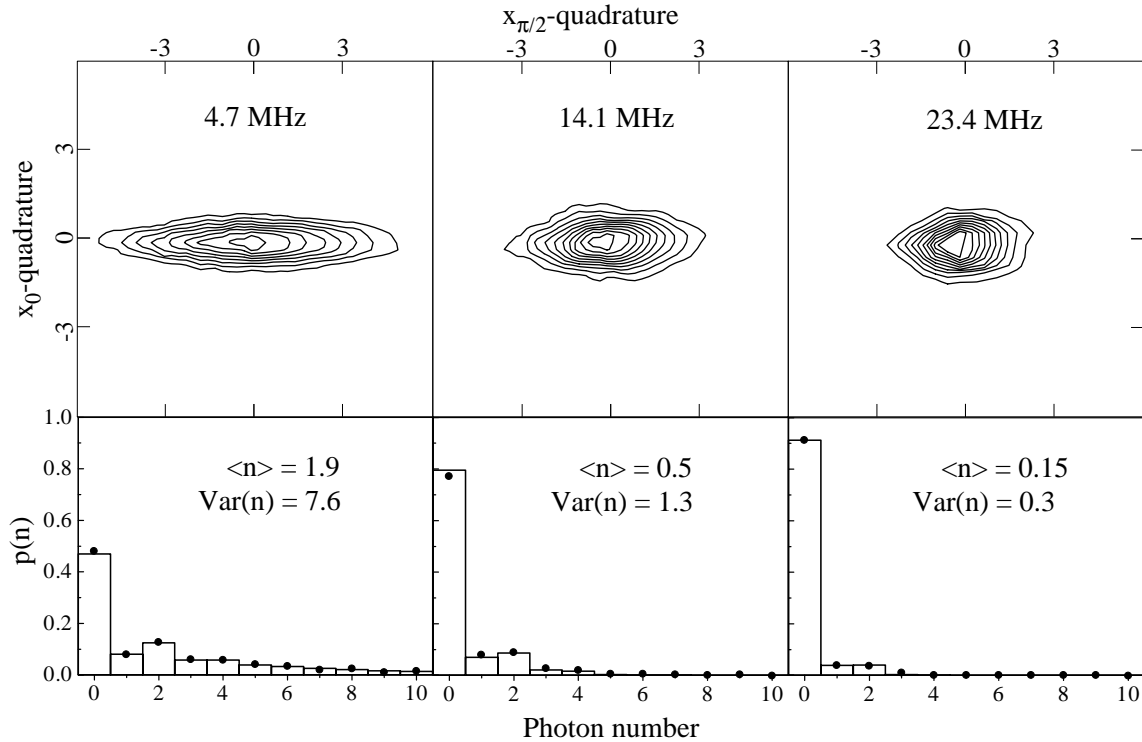 x_π/2-quadrature
-3 0 3 -3 0 3 -3 0 3
4.7 MHz 14.1 MHz 23.4 MHz
x_0-quadrature
3
0
-3
p(n)
1.0
0.8
0.6
0.4
0.2
0.0
<n> = 1.9 <n> = 0.5 <n> = 0.15
Var(n) = 7.6 Var(n) = 1.3 Var(n) = 0.3
0 2 4 6 8 10 0 2 4 6 8 10 0 2 4 6 8 10
Photon number